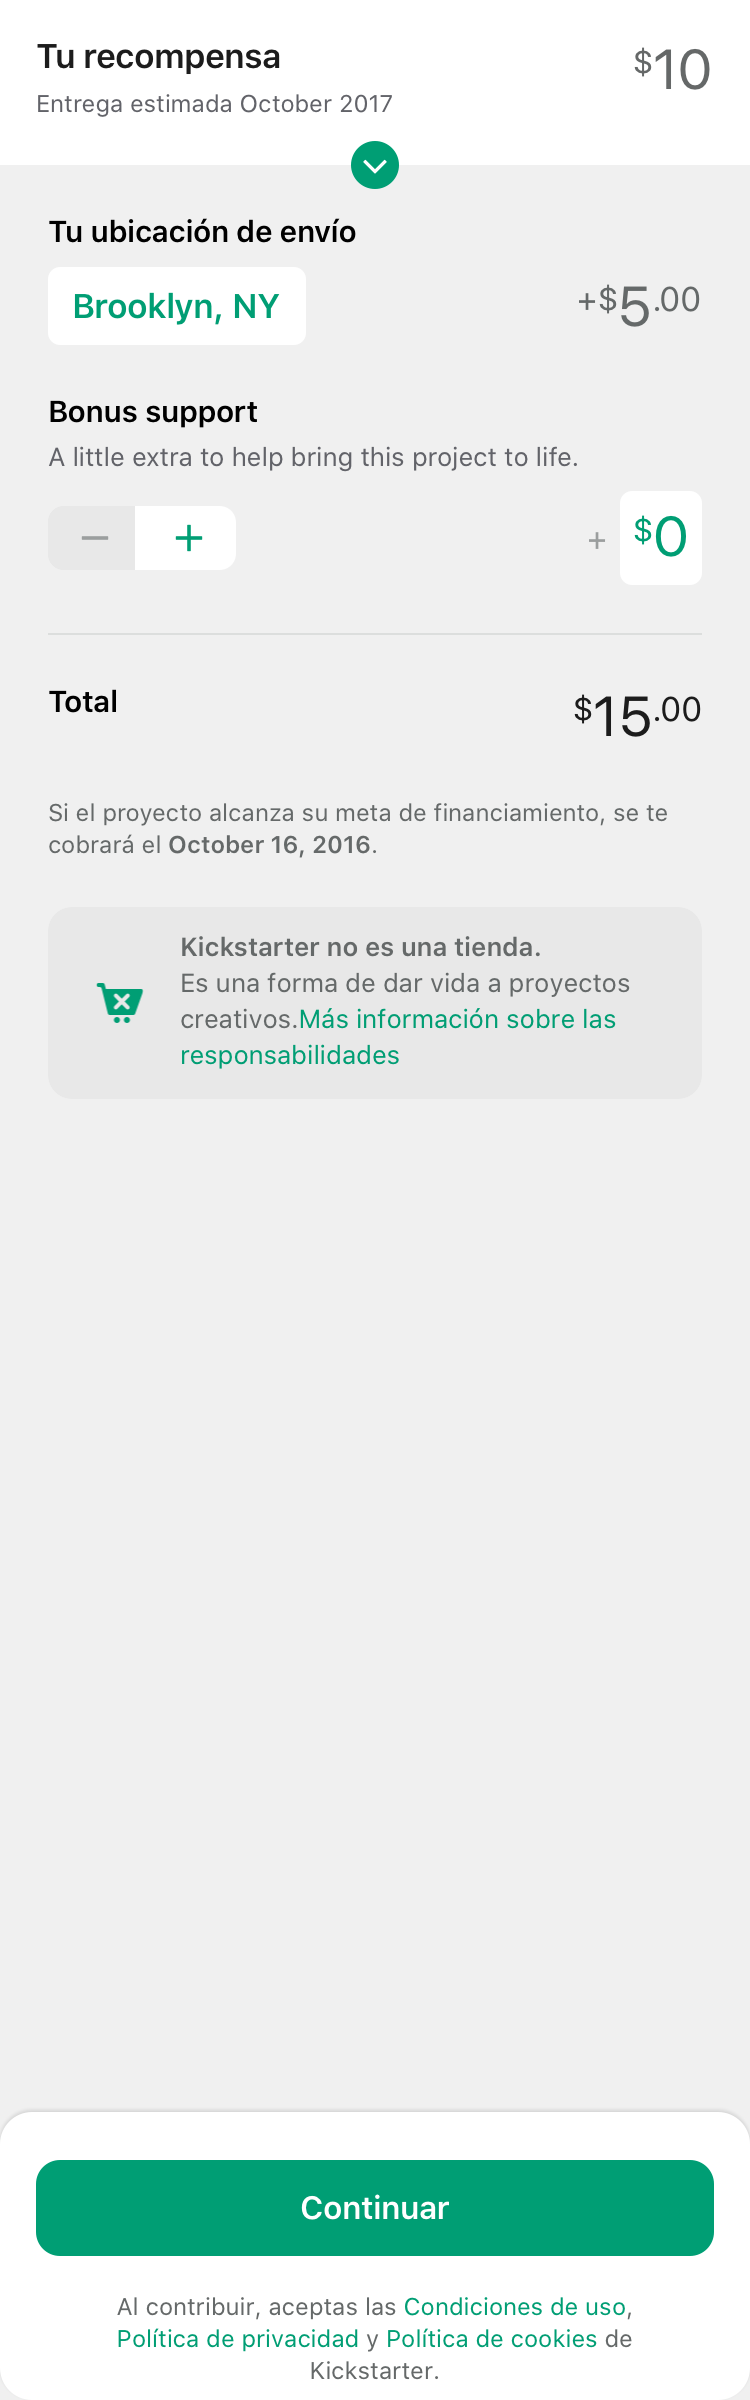 Tu recompensa
$10
Entrega estimada October 2017
Tu ubicación de envío
Brooklyn, NY
+$5.00
Bonus support
A little extra to help bring this project to life.
− +
+ $0
Total
$15.00
Si el proyecto alcanza su meta de financiamiento, se te
cobrará el October 16, 2016.
Kickstarter no es una tienda.
Es una forma de dar vida a proyectos
creativos.Más información sobre las
responsabilidades
Continuar
Al contribuir, aceptas las Condiciones de uso,
Política de privacidad y Política de cookies de
Kickstarter.